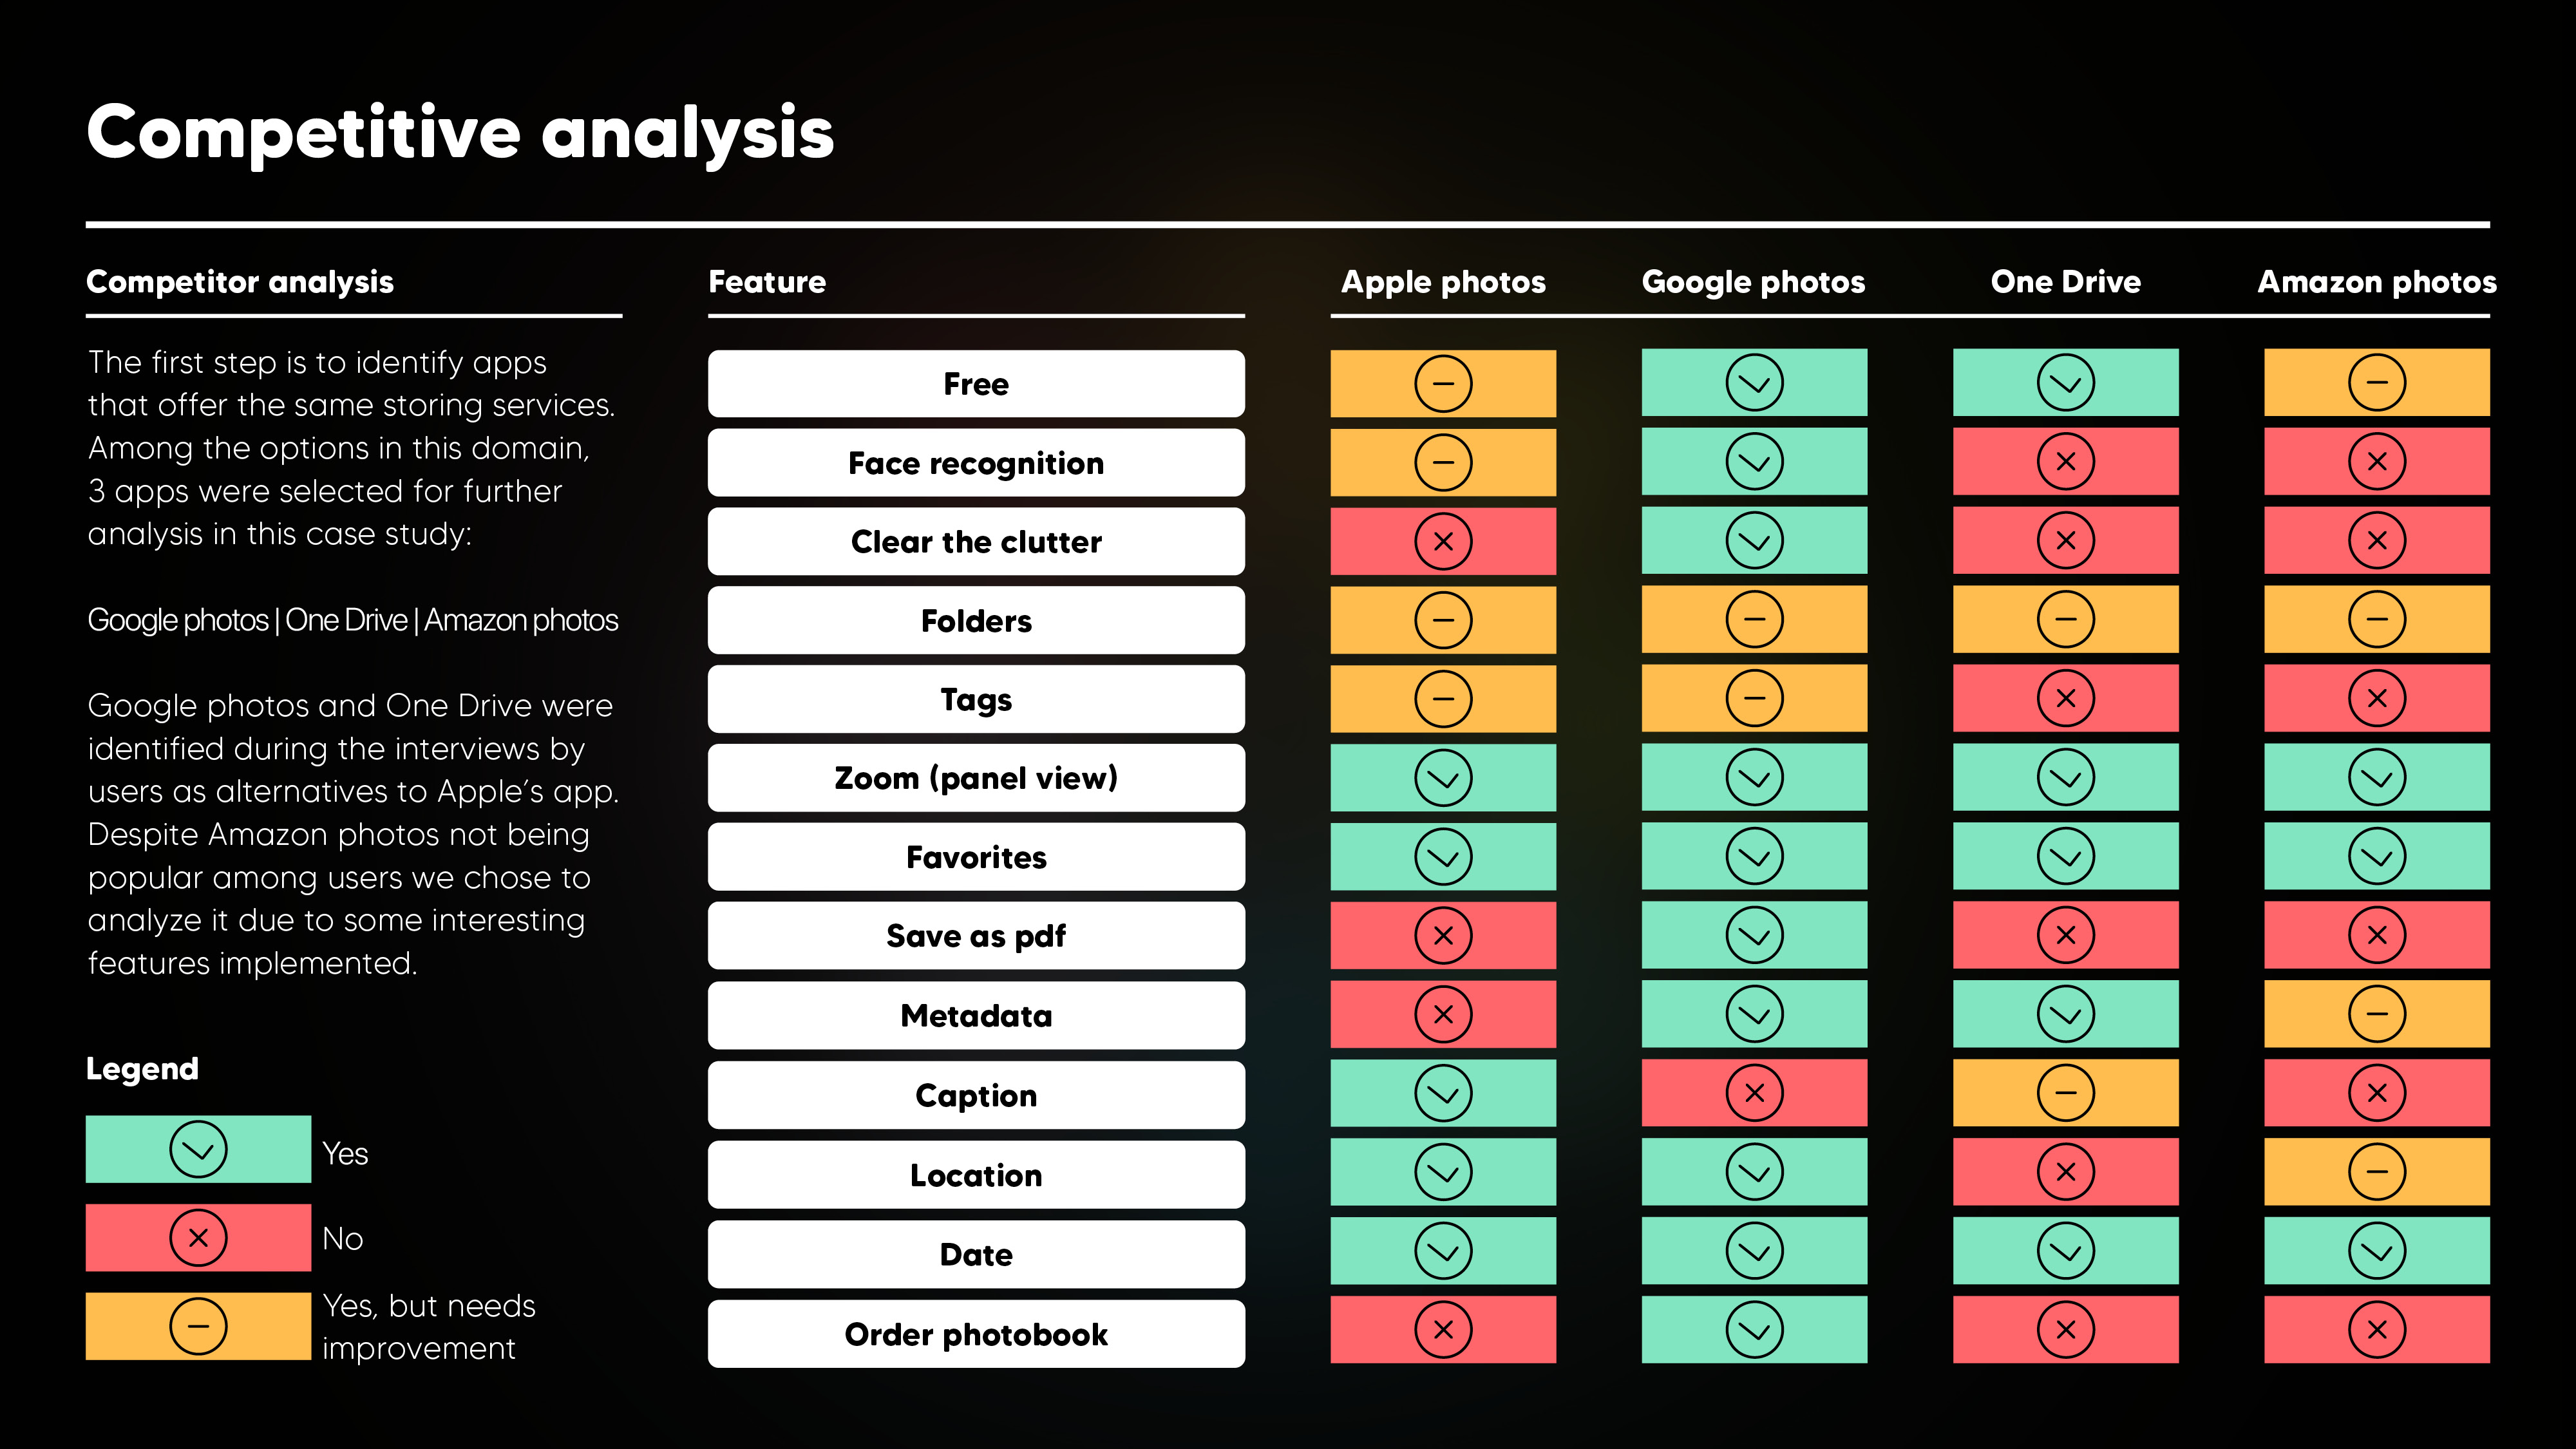 Competitive analysis
Competitor analysis
The first step is to identify apps
that offer the same storing services.
Among the options in this domain,
3 apps were selected for further
analysis in this case study:
Google photos | One Drive | Amazon photos
Google photos and One Drive were
identified during the interviews by
users as alternatives to Apple’s app.
Despite Amazon photos not being
popular among users we chose to
analyze it due to some interesting
features implemented.
Legend
Yes
No
Yes, but needs
improvement
Feature
Apple photos
Google photos
One Drive
Amazon photos
Free
Face recognition
Clear the clutter
Folders
Tags
Zoom (panel view)
Favorites
Save as pdf
Metadata
Caption
Location
Date
Order photobook